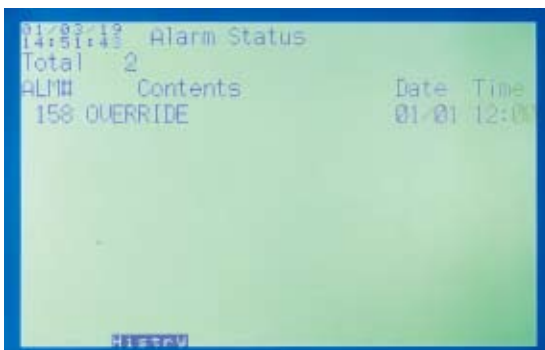 01/03/19
14:51:43 Alarm Status
Total 2
ALM# Contents Date Time
158 OVERRIDE 01/01 12:00
Histry